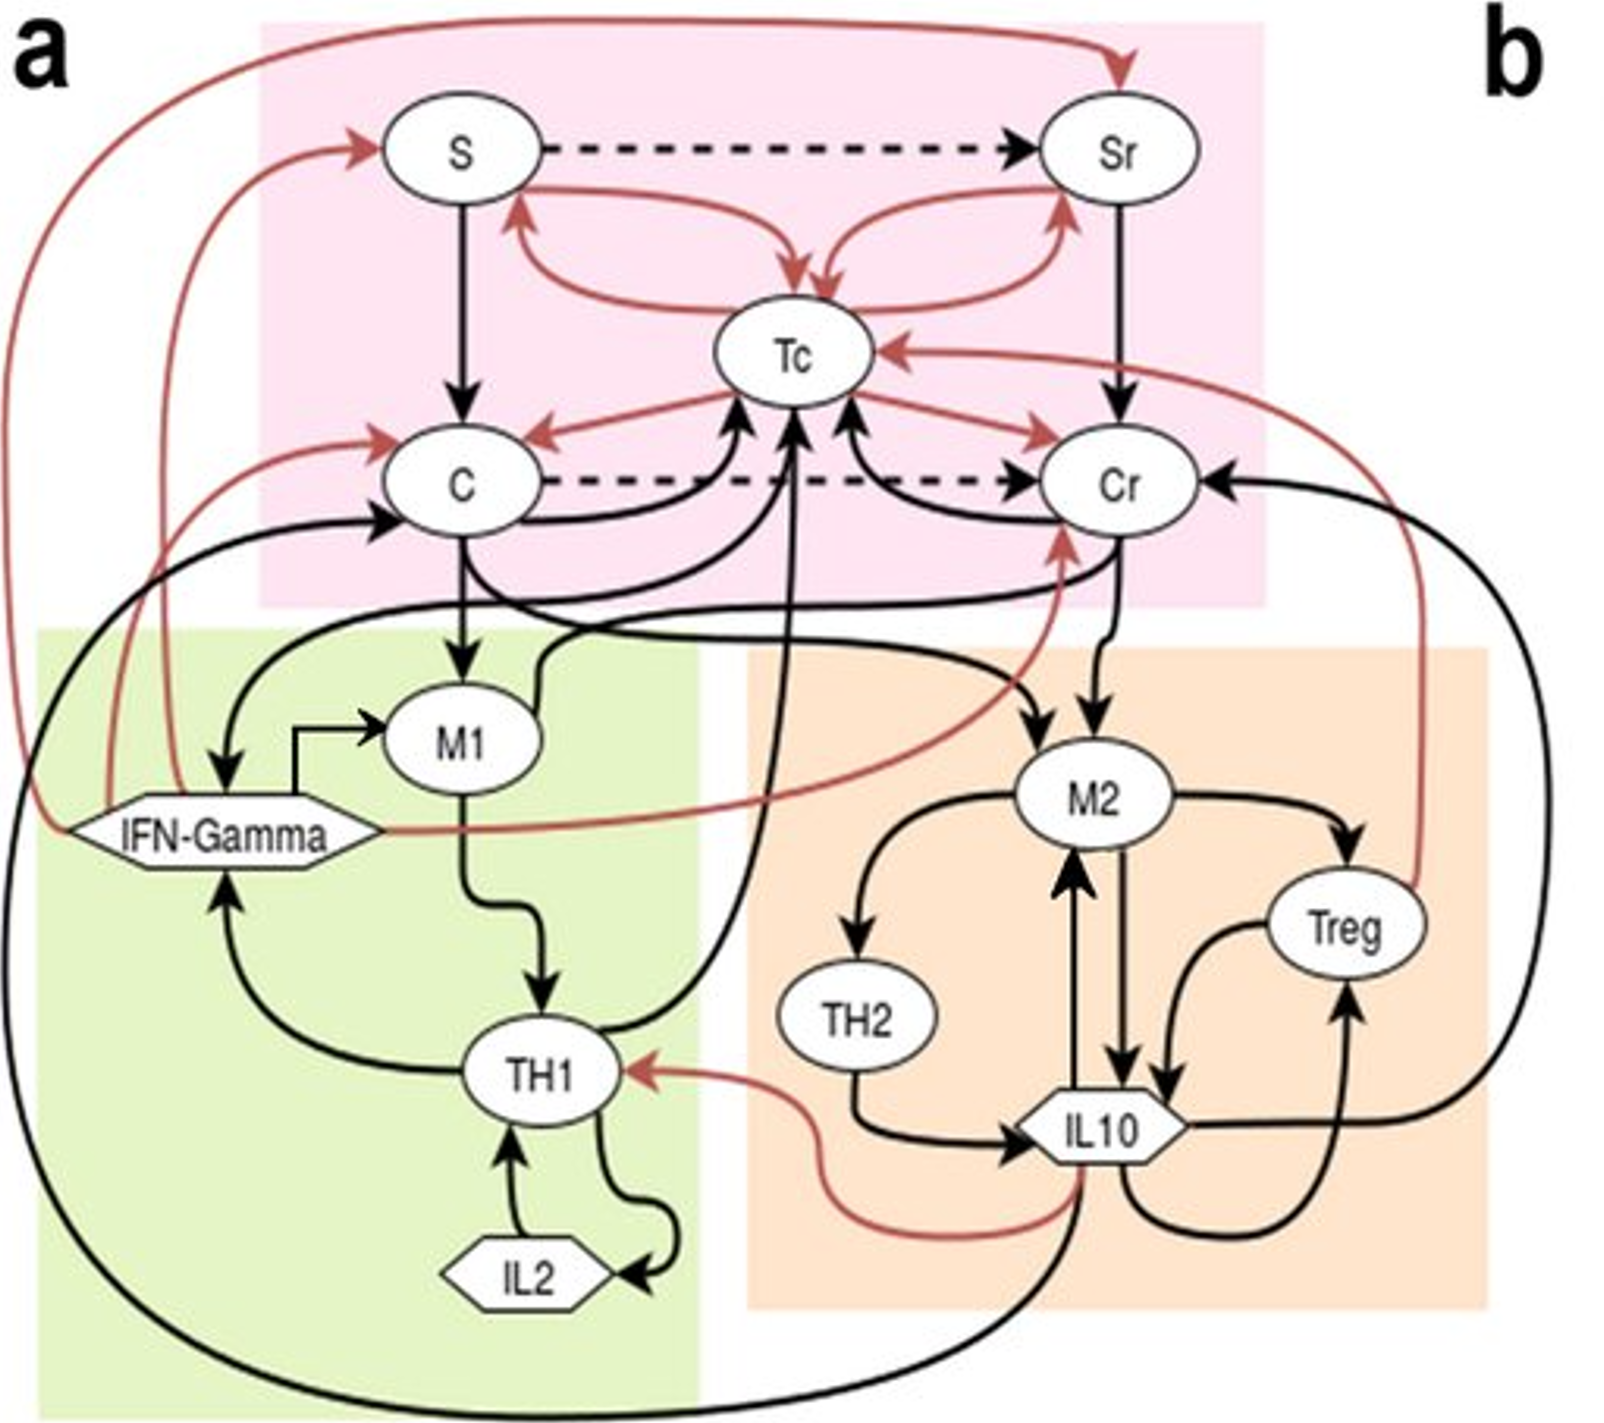 a
b
S
Sr
Tc
C
Cr
M1
M2
IFN-Gamma
Treg
TH2
TH1
IL10
IL2